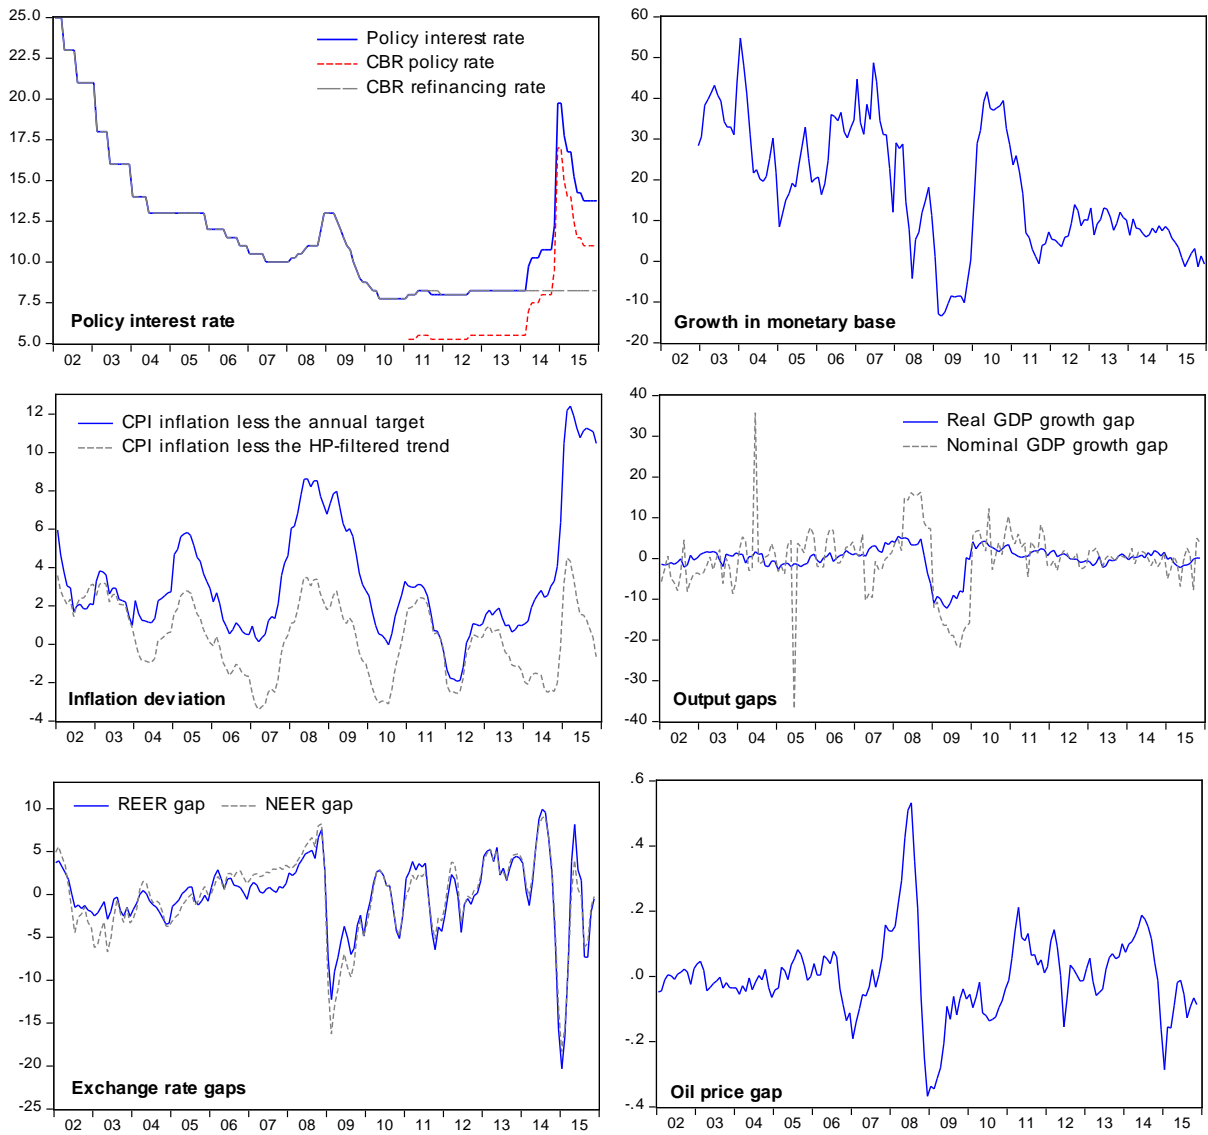 25.0
22.5
20.0
17.5
15.0
12.5
10.0
7.5
5.0
Policy interest rate
CBR policy rate
CBR refinancing rate
Policy interest rate
02 03 04 05 06 07 08 09 10 11 12 13 14 15
60
50
40
30
20
10
0
-10
-20
Growth in monetary base
02 03 04 05 06 07 08 09 10 11 12 13 14 15
12
10
8
6
4
2
0
-2
-4
CPI inflation less the annual target
CPI inflation less the HP-filtered trend
Inflation deviation
02 03 04 05 06 07 08 09 10 11 12 13 14 15
40
30
20
10
0
-10
-20
-30
-40
Real GDP growth gap
Nominal GDP growth gap
Output gaps
02 03 04 05 06 07 08 09 10 11 12 13 14 15
10
5
0
-5
-10
-15
-20
-25
REER gap NEER gap
Exchange rate gaps
02 03 04 05 06 07 08 09 10 11 12 13 14 15
.6
.4
.2
.0
-.2
-.4
Oil price gap
02 03 04 05 06 07 08 09 10 11 12 13 14 15